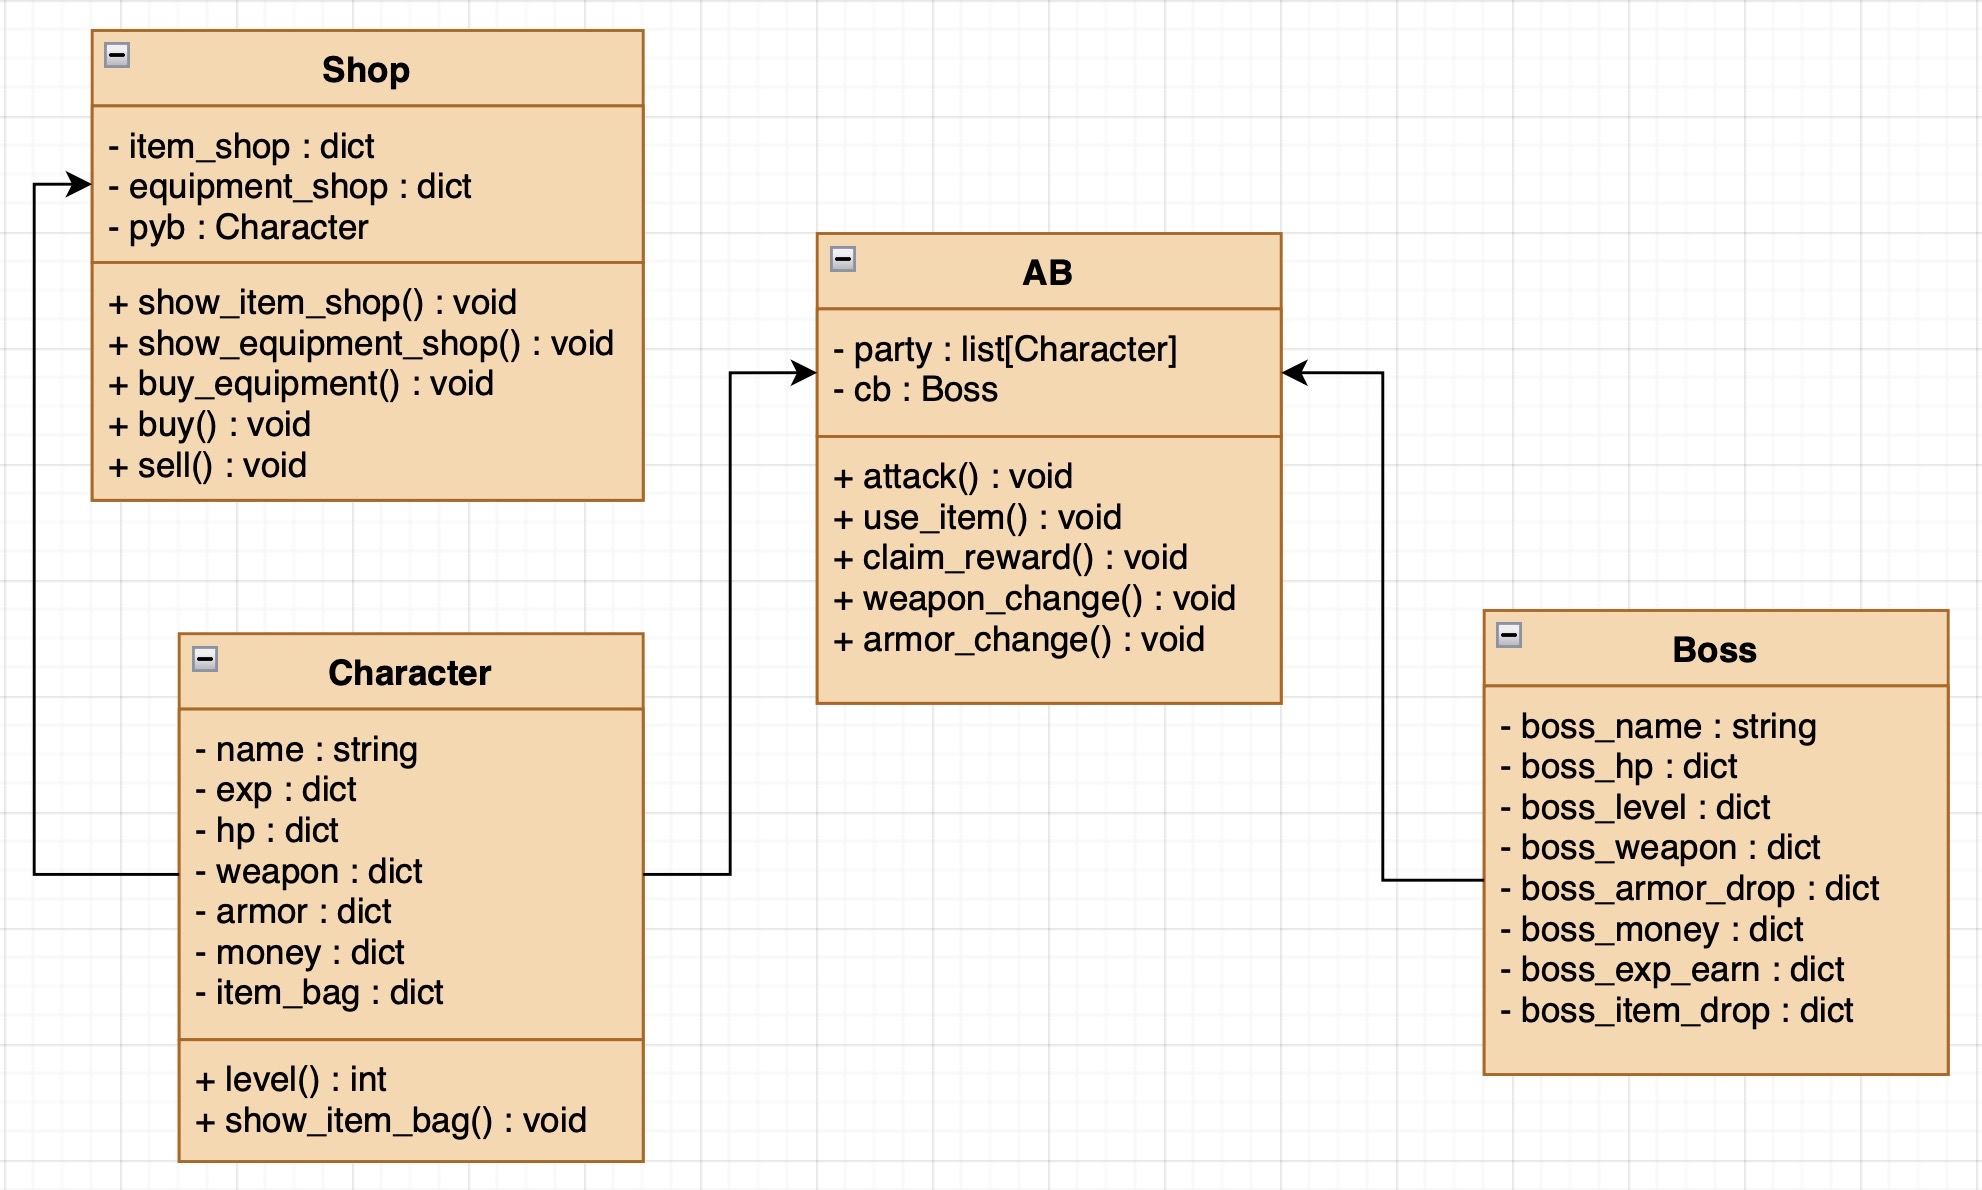 Shop
- item_shop : dict
- equipment_shop : dict
- pyb : Character
+ show_item_shop() : void
+ show_equipment_shop() : void
+ buy_equipment() : void
+ buy() : void
+ sell() : void
AB
- party : list[Character]
- cb : Boss
+ attack() : void
+ use_item() : void
+ claim_reward() : void
+ weapon_change() : void
+ armor_change() : void
Character
- name : string
- exp : dict
- hp : dict
- weapon : dict
- armor : dict
- money : dict
- item_bag : dict
+ level() : int
+ show_item_bag() : void
Boss
- boss_name : string
- boss_hp : dict
- boss_level : dict
- boss_weapon : dict
- boss_armor_drop : dict
- boss_money : dict
- boss_exp_earn : dict
- boss_item_drop : dict